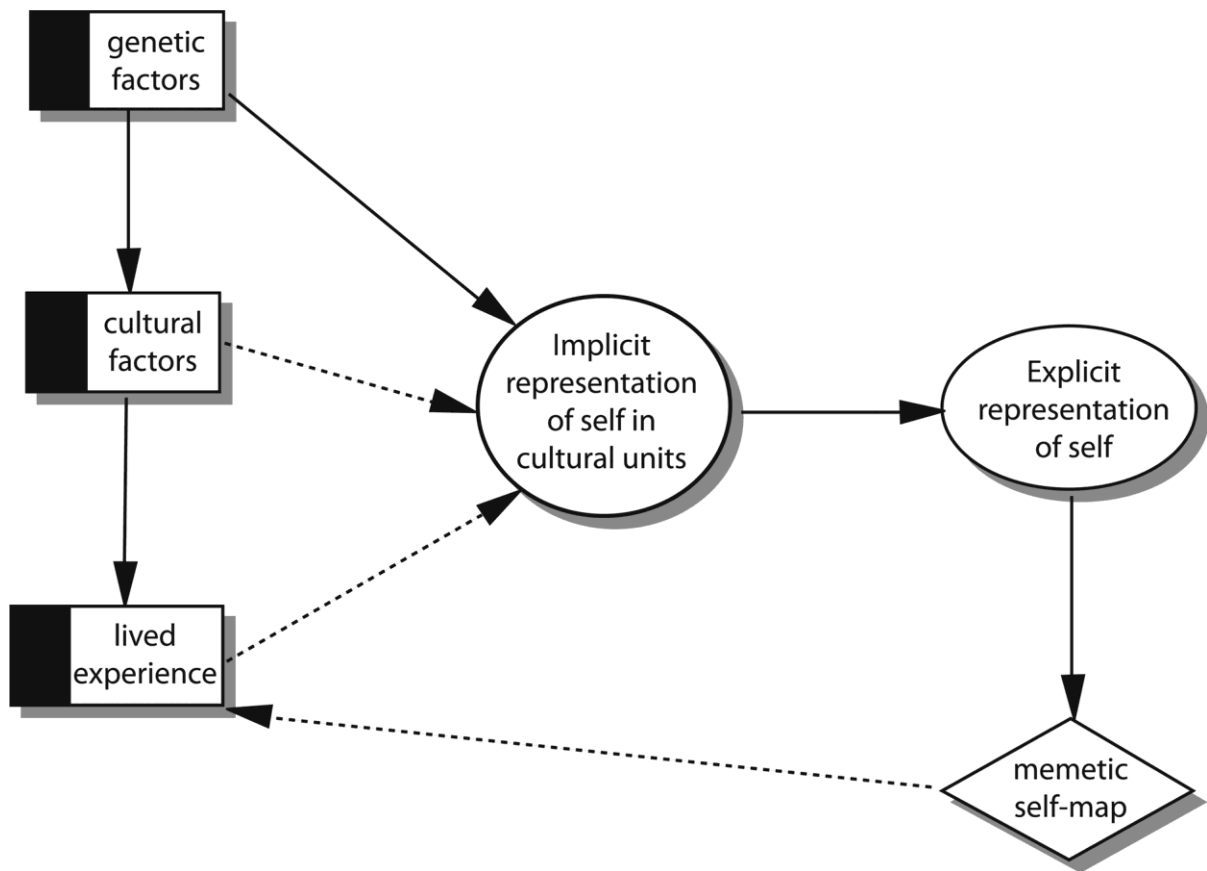 genetic
factors
cultural
factors
lived
experience
Implicit
representation
of self in
cultural units
Explicit
representation
of self
memetic
self-map